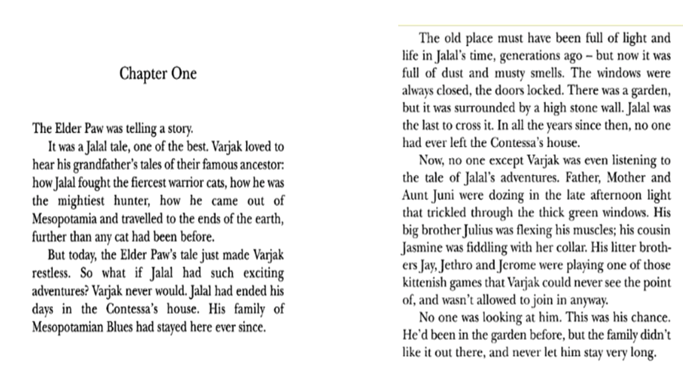 Chapter One
The Elder Paw was telling a story.
It was a Jalal tale, one of the best. Varjak loved to
hear his grandfather's tales of their famous ancestor:
how Jalal fought the fiercest warrior cats, how he was
the mightiest hunter, how he came out of
Mesopotamia and travelled to the ends of the earth,
further than any cat had been before.
But today, the Elder Paw's tale just made Varjak
restless. So what if Jalal had such exciting
adventures? Varjak never would. Jalal had ended his
days in the Contessa's house. His family of
Mesopotamian Blues had stayed here ever since.
The old place must have been full of light and
life in Jalal's time, generations ago – but now it was
full of dust and musty smells. The windows were
always closed, the doors locked. There was a garden,
but it was surrounded by a high stone wall. Jalal was
the last to cross it. In all the years since then, no one
had ever left the Contessa's house.
Now, no one except Varjak was even listening to
the tale of Jalal's adventures. Father, Mother and
Aunt Juni were dozing in the late afternoon light
that trickled through the thick green windows. His
big brother Julius was flexing his muscles; his cousin
Jasmine was fiddling with her collar. His litter broth-
ers Jay, Jethro and Jerome were playing one of those
kittenish games that Varjak could never see the point
of, and wasn't allowed to join in anyway.
No one was looking at him. This was his chance.
He'd been in the garden before, but the family didn't
like it out there, and never let him stay very long.